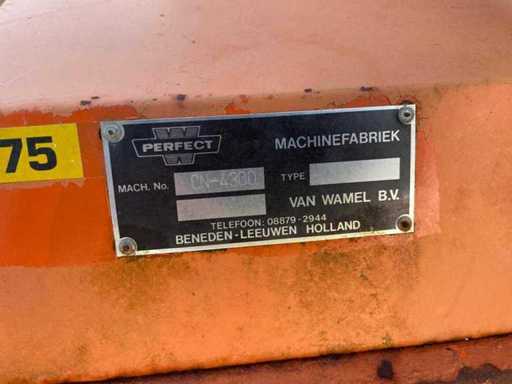 75
PERFECT
W
MACHINEFABRIEK
MACH. No. CN-4300 TYPE
VAN WAMEL B.V.
TELEFOON: 08879-2944
BENEDEN-LEEUWEN HOLLAND